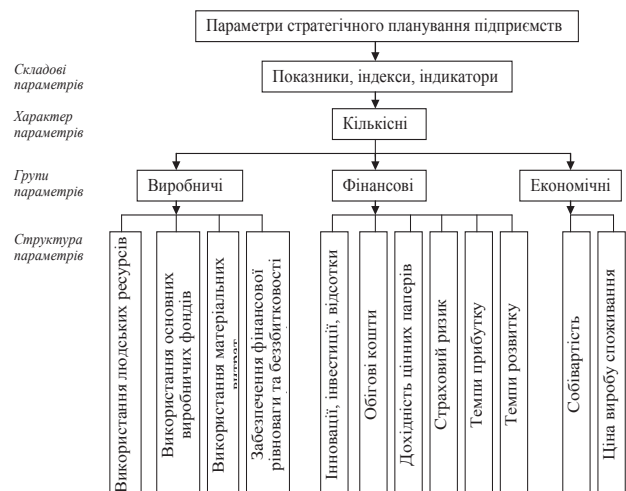 Параметри стратегічного планування підприємств
Складові
параметрів
Показники, індекси, індикатори
Характер
параметрів
Кількісні
Групи
параметрів
Виробничі
Фінансові
Економічні
Структура
параметрів
Використання людських ресурсів
Використання основних
виробничих фондів
Використання матеріальних
витрат
Забезпечення фінансової
рівноваги та беззбитковості
Інновації, інвестиції, відсотки
Обігові кошти
Дохідність цінних паперів
Страховий ризик
Темпи прибутку
Темпи розвитку
Собівартість
Ціна виробу споживання